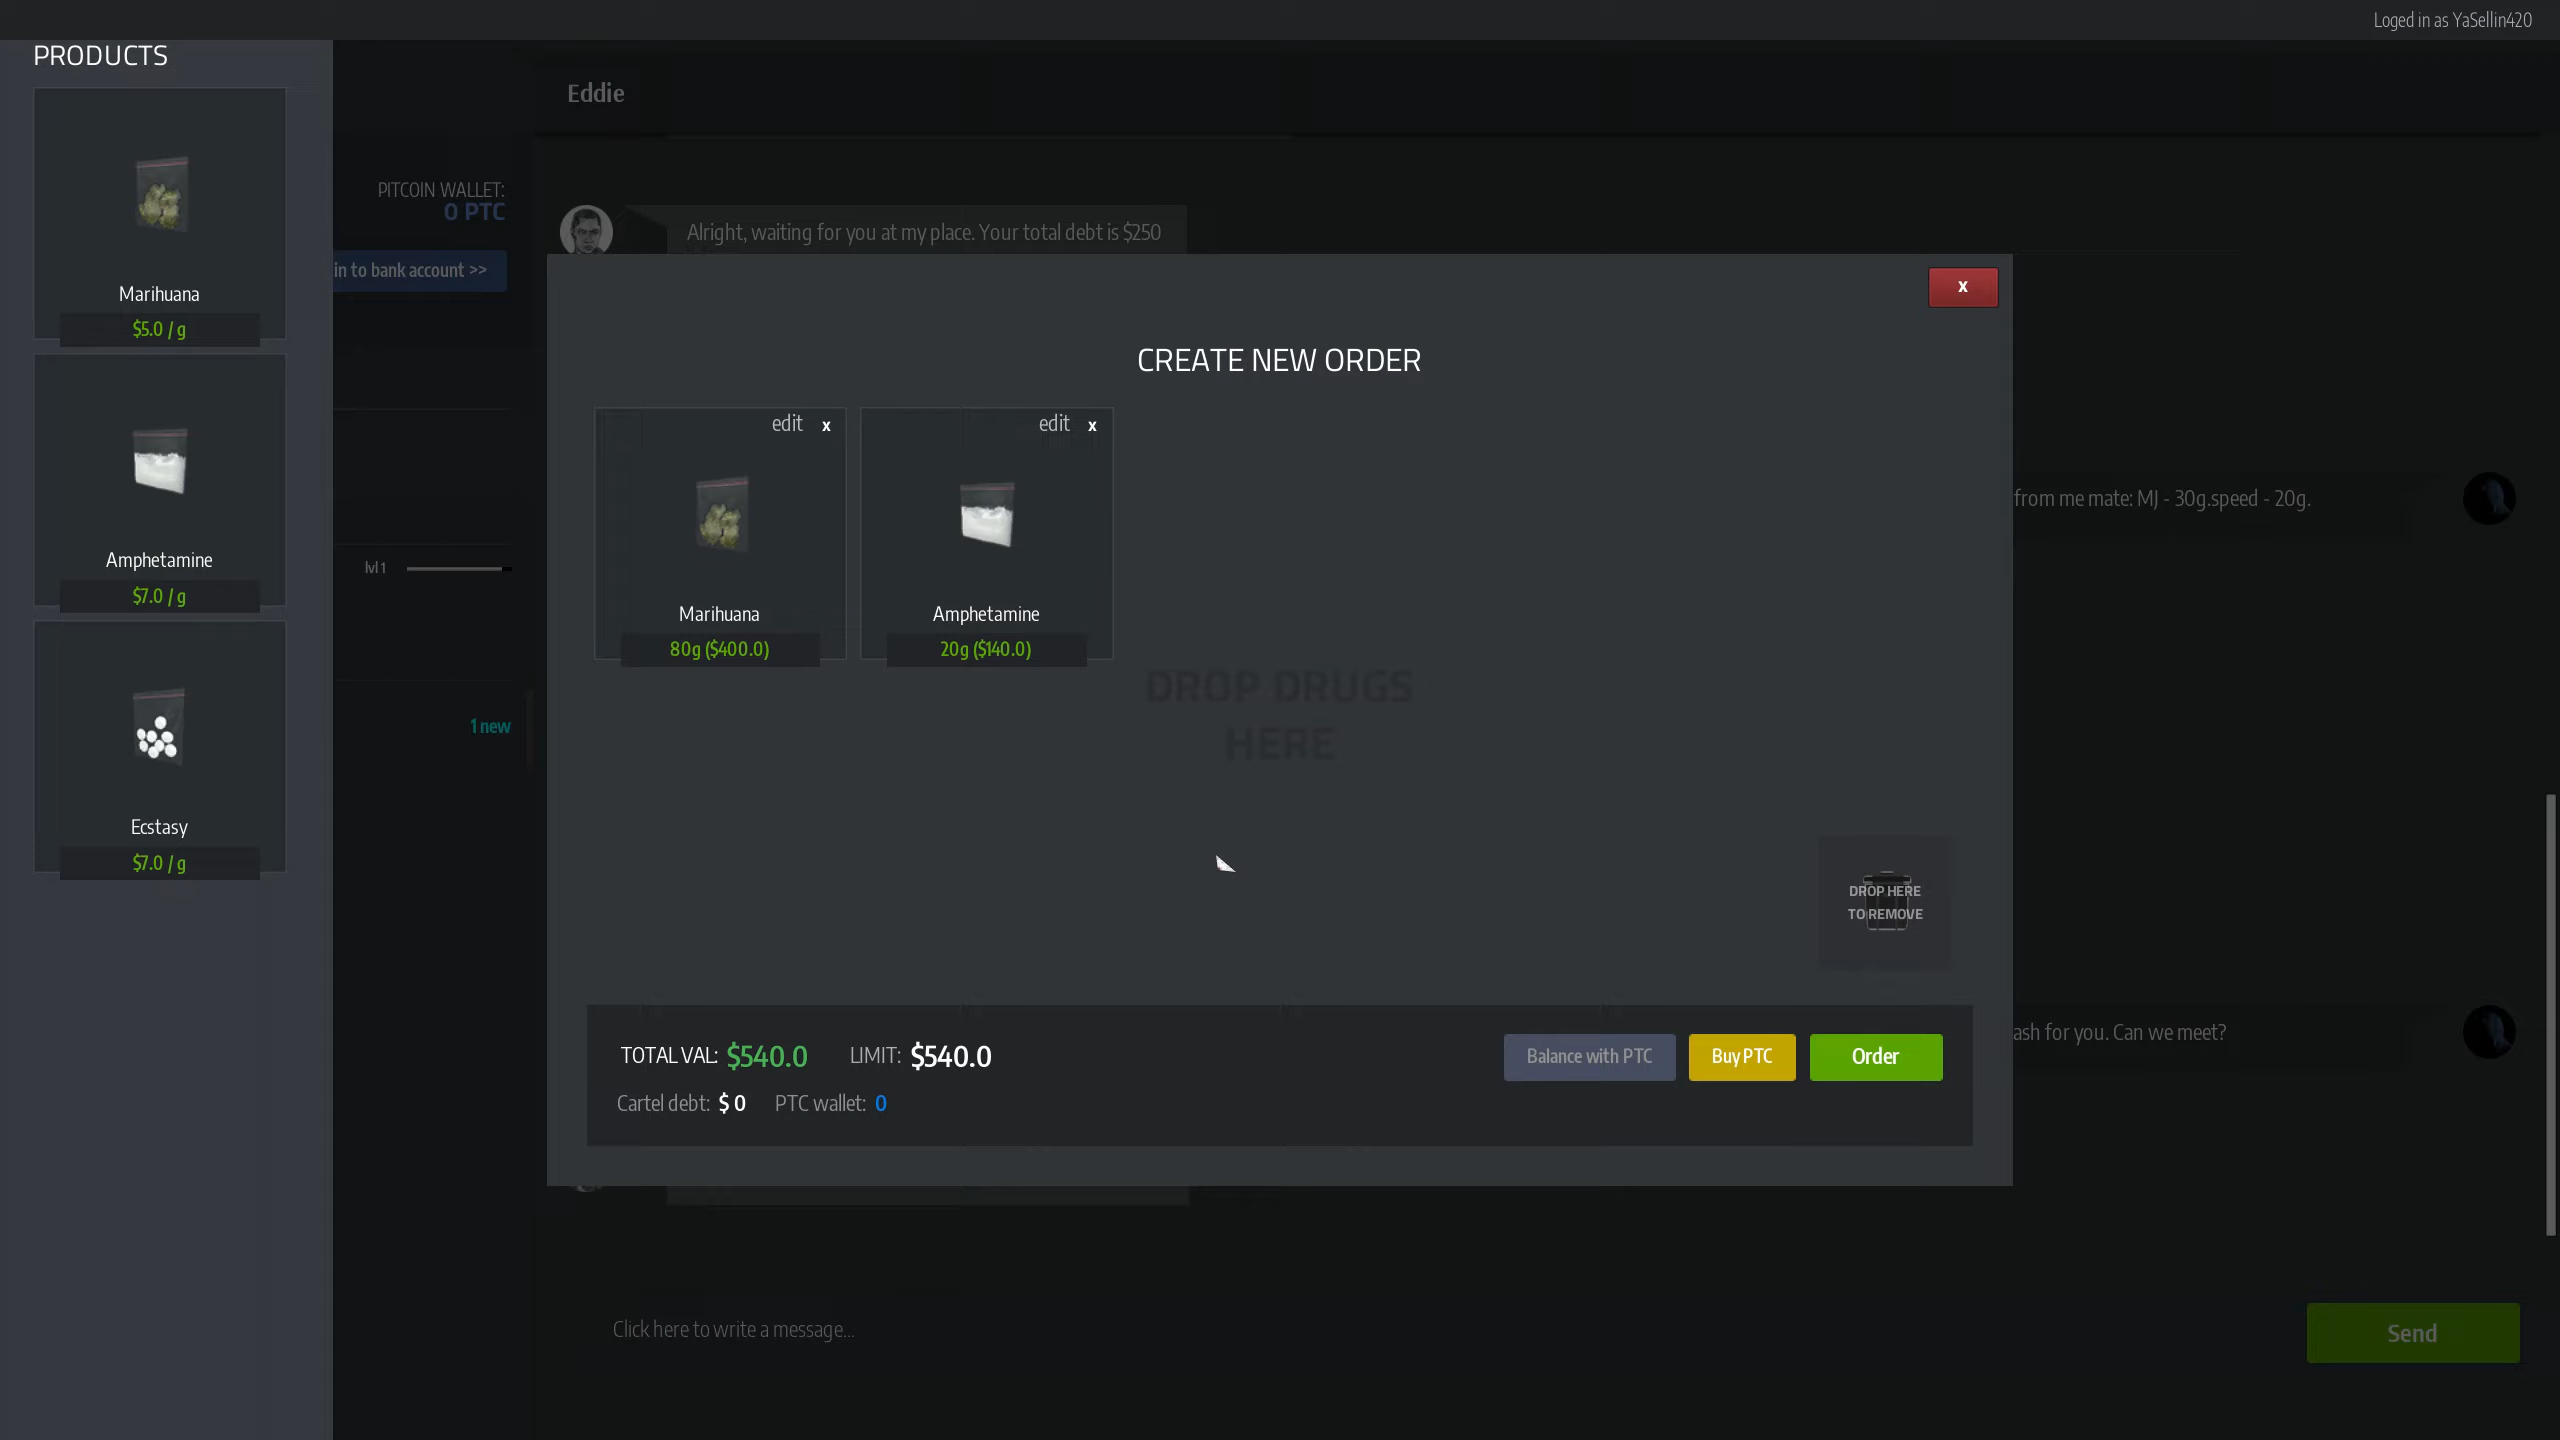 Loged in as YaSellin420
PRODUCTS
Marihuana
$5.0 / g
Amphetamine
$7.0 / g
Ecstasy
$7.0 / g
PITCOIN WALLET:
0 PTC
in to bank account >>
lvl 1
1 new
Eddie
Alright, waiting for you at my place. Your total debt is $250
from me mate: MJ - 30g.speed - 20g.
ash for you. Can we meet?
x
CREATE NEW ORDER
edit x
Marihuana
80g ($400.0)
edit x
Amphetamine
20g ($140.0)
DROP DRUGS
HERE
DROP HERE
TO REMOVE
TOTAL VAL: $540.0 LIMIT: $540.0
Cartel debt: $ 0 PTC wallet: 0
Balance with PTC
Buy PTC
Order
Click here to write a message...
Send